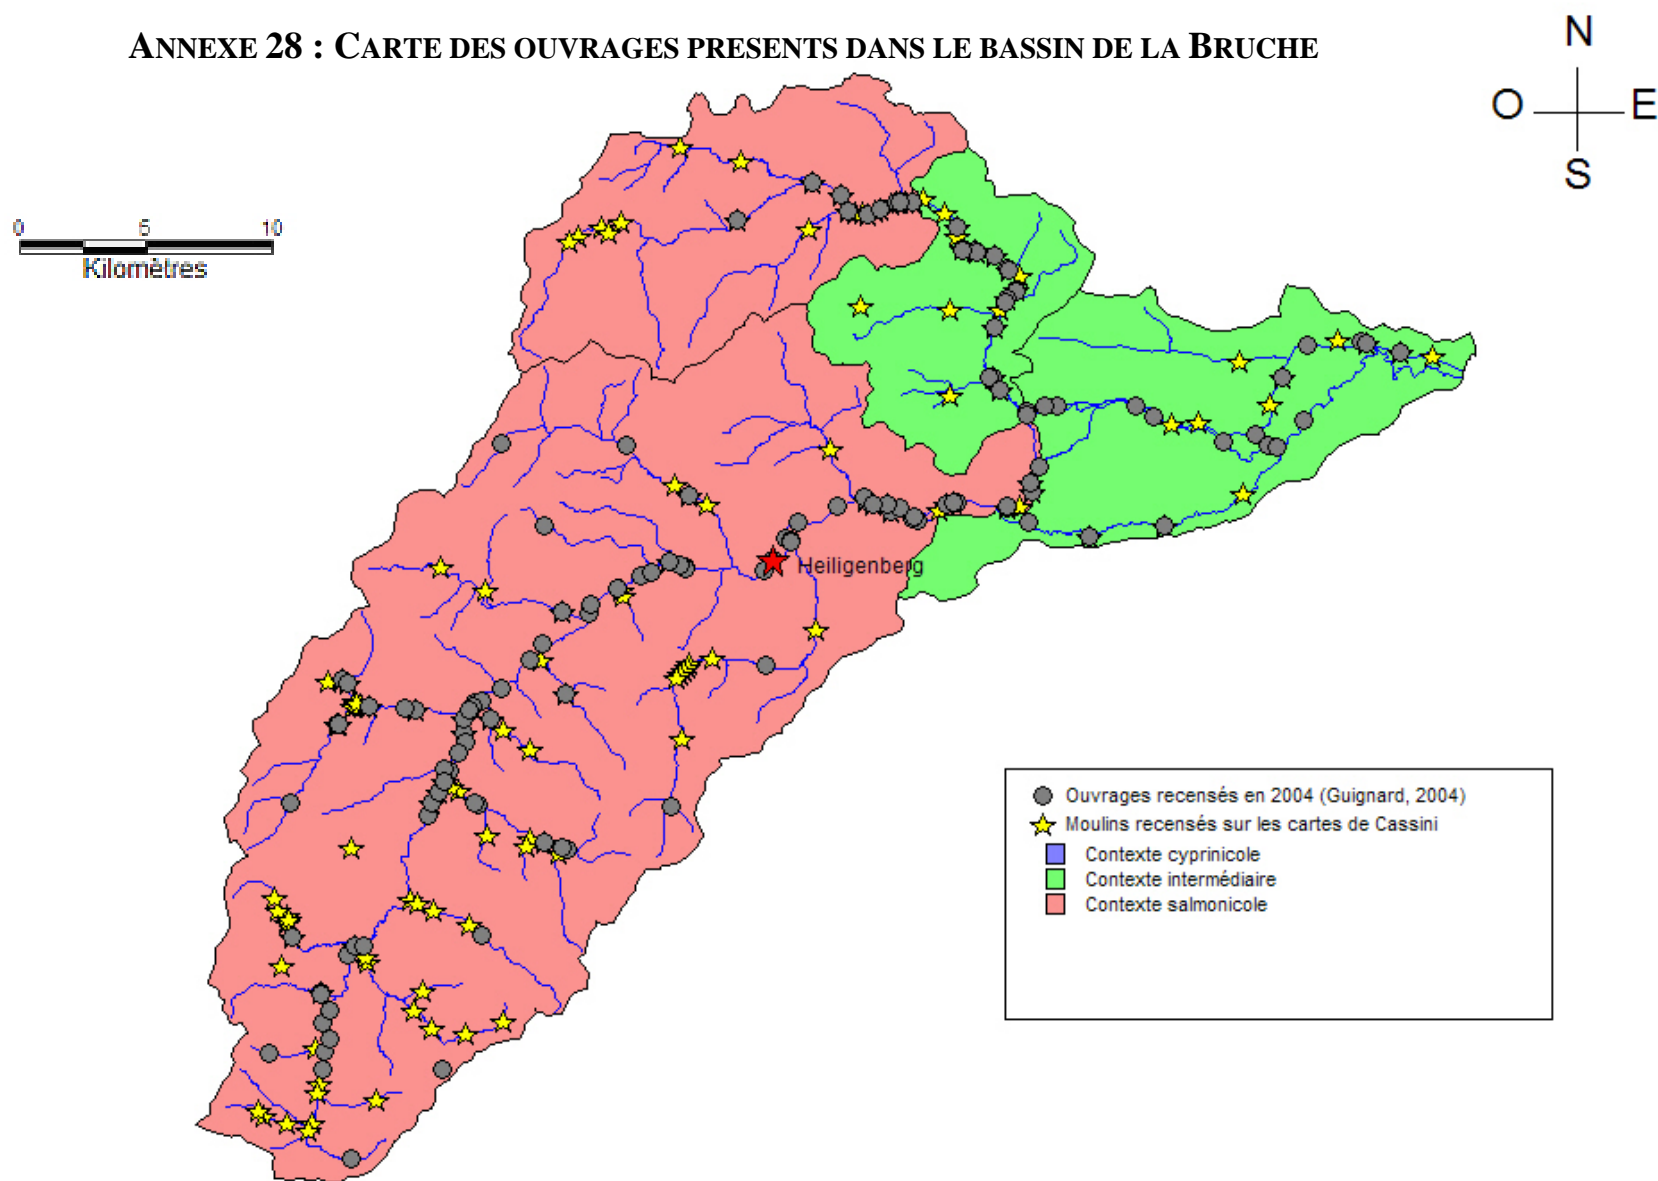 ANNEXE 28 : CARTE DES OUVRAGES PRESENTS DANS LE BASSIN DE LA BRUCHE
N
O E
S
0 5 10
Kilomètres
Heiligenberg
Ouvrages recensés en 2004 (Guignard, 2004)
Moulins recensés sur les cartes de Cassini
Contexte cyprinicole
Contexte intermédiaire
Contexte salmonicole